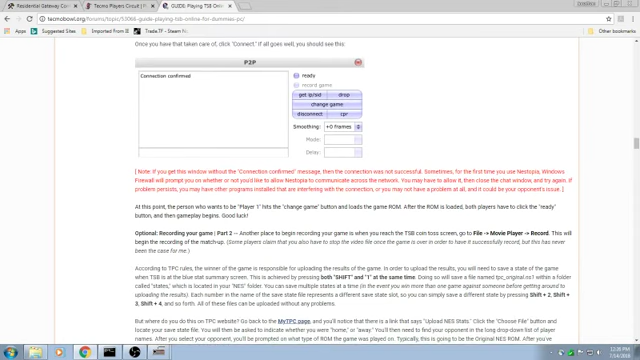 Residential Gateway Con
Tecmo Players Circuit |
GUIDE: Playing TSB Onlin
tecmobowl.org/forums/topic/53068-guide-playing-tsb-online-for-dummies-pc/
Apps
Suggested Sites
Imported From IE
Trade.TF - Steam
Other bookmarks
Once you have that taken care of, click "Connect." If all goes well, you should see this:
P2P
Connection confirmed
ready
record game
get ip/sid
drop
change game
disconnect
cpr
Smoothing:
+0 frames
Mode:
Delay:
[ Note: If you get this window without the "Connection confirmed" message, then the connection was not successful. Sometimes, for the first time you use Nestopia, Windows
Firewall will prompt you on whether or not you'd like to allow Nestopia to communicate across the network. You may have to allow it, then close the chat window, and try again. If
problem persists, you may have other programs installed that are interfering with the connection, or you may not have a problem at all, and it could be your opponent's issue. ]
At this point, the person who wants to be "Player 1" hits the "change game" button and loads the game ROM. After the ROM is loaded, both players have to click the "ready"
button, and then gameplay begins. Good luck!
Optional: Recording your game | Part 2 -- Another place to begin recording your game is when you reach the TSB coin toss screen, go to File -> Movie Player -> Record. This
will begin the recording of the matchup. (Some players claim that you also have to stop the video file once the game is over in order to have it successfully record, but this has never
been the case for me)
According to TPC rules, the winner of the game is responsible for uploading the results of the game. In order to upload the results, you will need to save a state of the game
when TSB is at the blue stat summary screen. This is achieved by pressing both "SHIFT" and "1" at the same time. Doing so will save a file named tpc_original.ns1 within a folder
called "states," which is located in your "NES" folder. You can save multiple states at a time (in the event you win more than one game against someone before getting around to
uploading the results). Each number in the name of the save state file represents a different save state slot, so you can simply save a different state by pressing Shift + 2, Shift +
3, Shift + 4, and so forth. All of these files can be uploaded without any problems.
But where do you do this on TPC website? Go back to the MyTPC page, and you'll notice that there is a link that says "Upload NES Stats." Click the "Choose File" button and
locate your save state file. You will then be asked to indicate whether you were "home, or "away." You'll then need to find your opponent in the long drop-down list of player
names. After you select your opponent, you'll be prompted on what type of ROM the game was played on. Typically, this is going to be the Original NES ROM. After you
12:26 PM